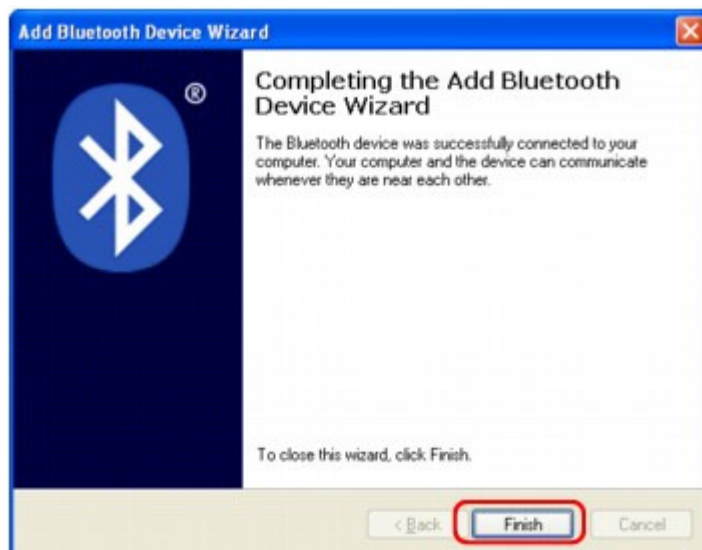 Add Bluetooth Device Wizard
®
Completing the Add Bluetooth
Device Wizard
The Bluetooth device was successfully connected to your
computer. Your computer and the device can communicate
whenever they are near each other.
To close this wizard, click Finish.
< Back
Finish
Cancel